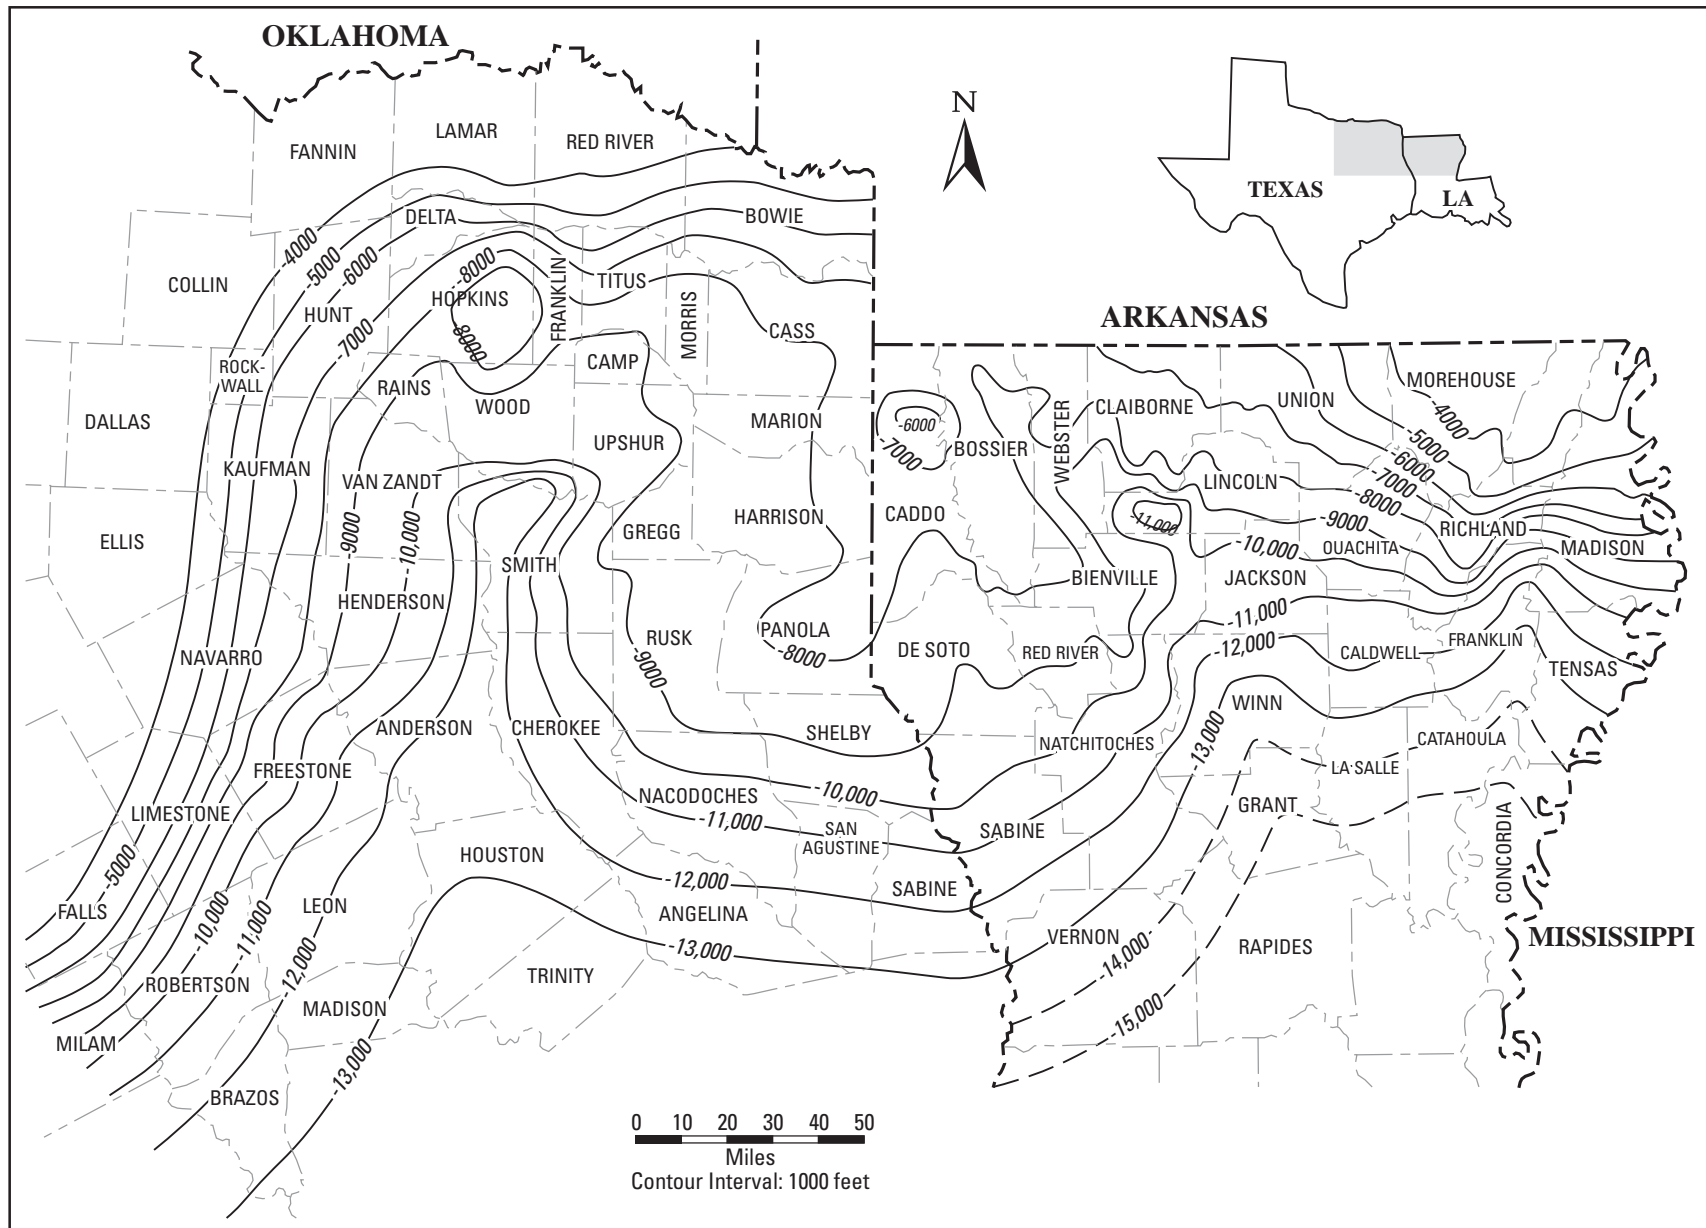 OKLAHOMA
LAMAR
RED RIVER
FANNIN
N
TEXAS
LA
DELTA
BOWIE
-4000
-5000
-6000
-8000
COLLIN
HUNT
HOPKINS
FRANKLIN
TITUS
MORRIS
CASS
-7000
-8000
ARKANSAS
ROCK-
WALL
RAINS
CAMP
WOOD
DALLAS
MARION
UPSHUR
KAUFMAN
VAN ZANDT
-6000
-7000
BOSSIER
WEBSTER
CLAIBORNE
UNION
MOREHOUSE
-4000
-5000
-6000
-7000
-8000
LINCOLN
-9000
-11,000
RICHLAND
MADISON
OUACHITA
-10,000
ELLIS
-9000
-10,000
GREGG
HARRISON
CADDO
SMITH
BIENVILLE
JACKSON
HENDERSON
-11,000
NAVARRO
RUSK
PANOLA
-8000
-9000
DE SOTO
RED RIVER
-12,000
CALDWELL
FRANKLIN
TENSAS
ANDERSON
CHEROKEE
SHELBY
NATCHITOCHES
WINN
-13,000
CATAHOULA
LA SALLE
FREESTONE
LIMESTONE
NACODOCHES
-10,000
-11,000
SAN
AGUSTINE
SABINE
GRANT
CONCORDIA
-5000
HOUSTON
-12,000
SABINE
FALLS
LEON
ANGELINA
-10,000
-11,000
-12,000
-13,000
VERNON
-14,000
RAPIDES
MISSISSIPPI
ROBERTSON
MADISON
TRINITY
-15,000
MILAM
-13,000
BRAZOS
0 10 20 30 40 50
Miles
Contour Interval: 1000 feet